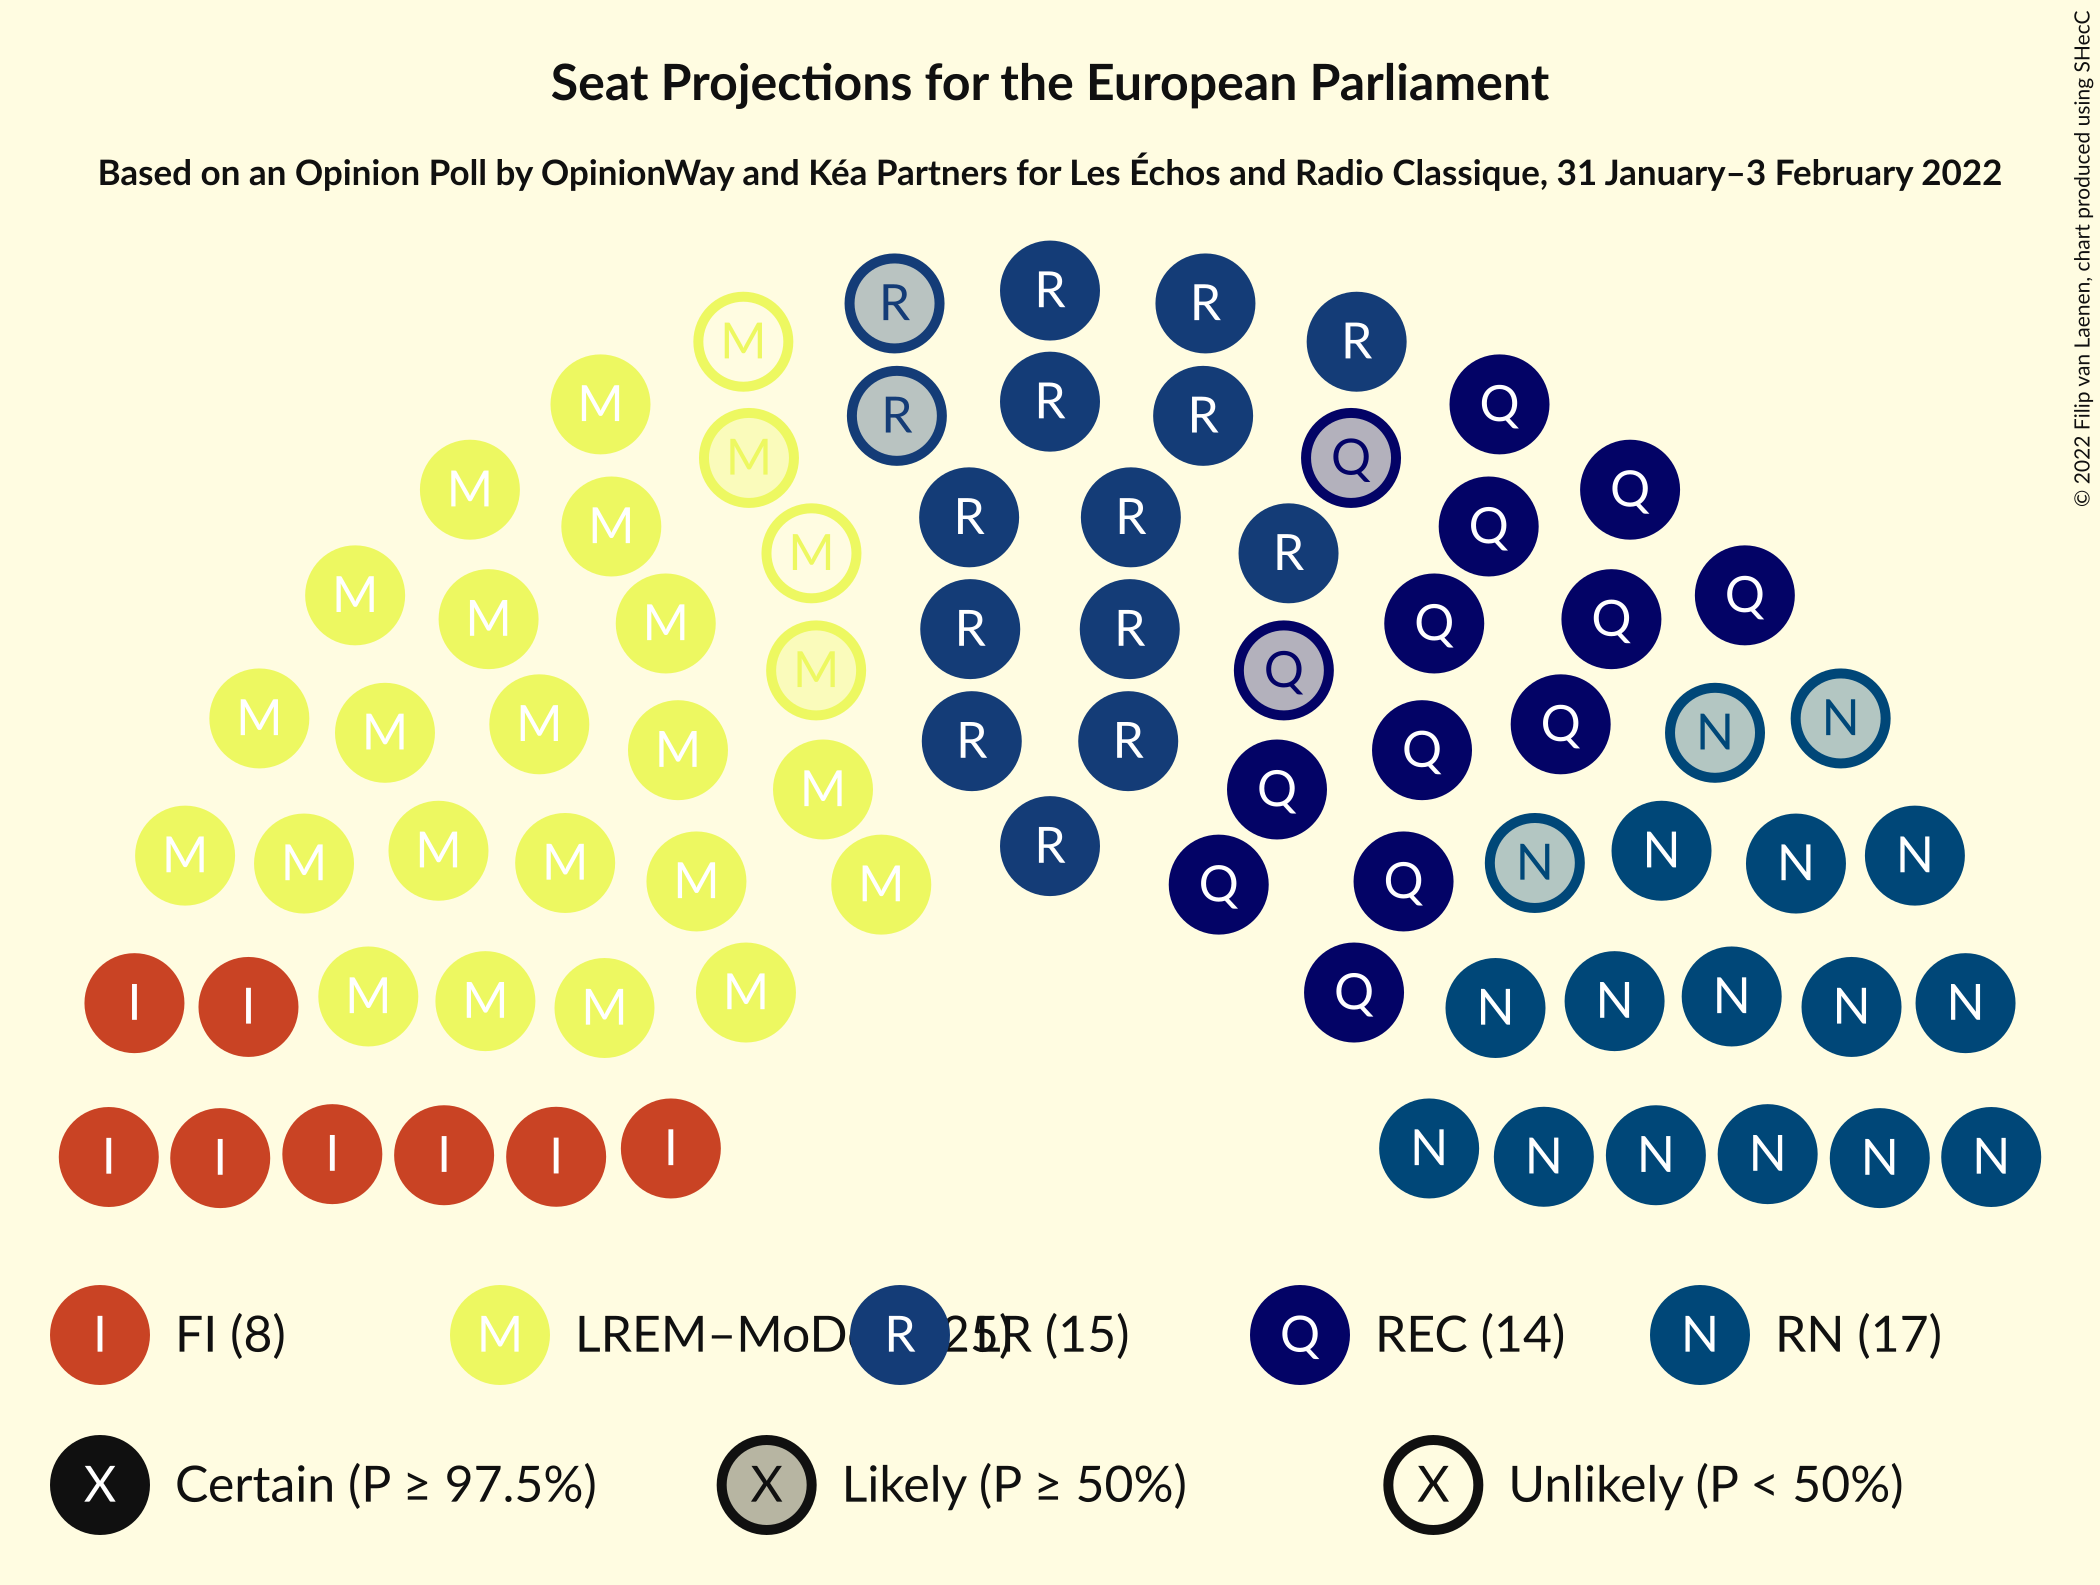 Seat Projections for the European Parliament
Based on an Opinion Poll by OpinionWay and Kéa Partners for Les Échos and Radio Classique, 31 January–3 February 2022
© 2022 Filip van Laenen, chart produced using SHecC
R R R R
M M Q
R R R R
M M Q Q
M M R R R Q Q
M M M M R R Q Q Q Q
M M M M M R R Q Q Q N N
M M M M M M R Q Q N N N N
I I M M M M Q N N N N N
I I I I I I N N N N N N
I FI (8)
M LREM–MoD 25)
R LR (15)
Q REC (14)
N RN (17)
X Certain (P ≥ 97.5%)
X Likely (P ≥ 50%)
X Unlikely (P < 50%)